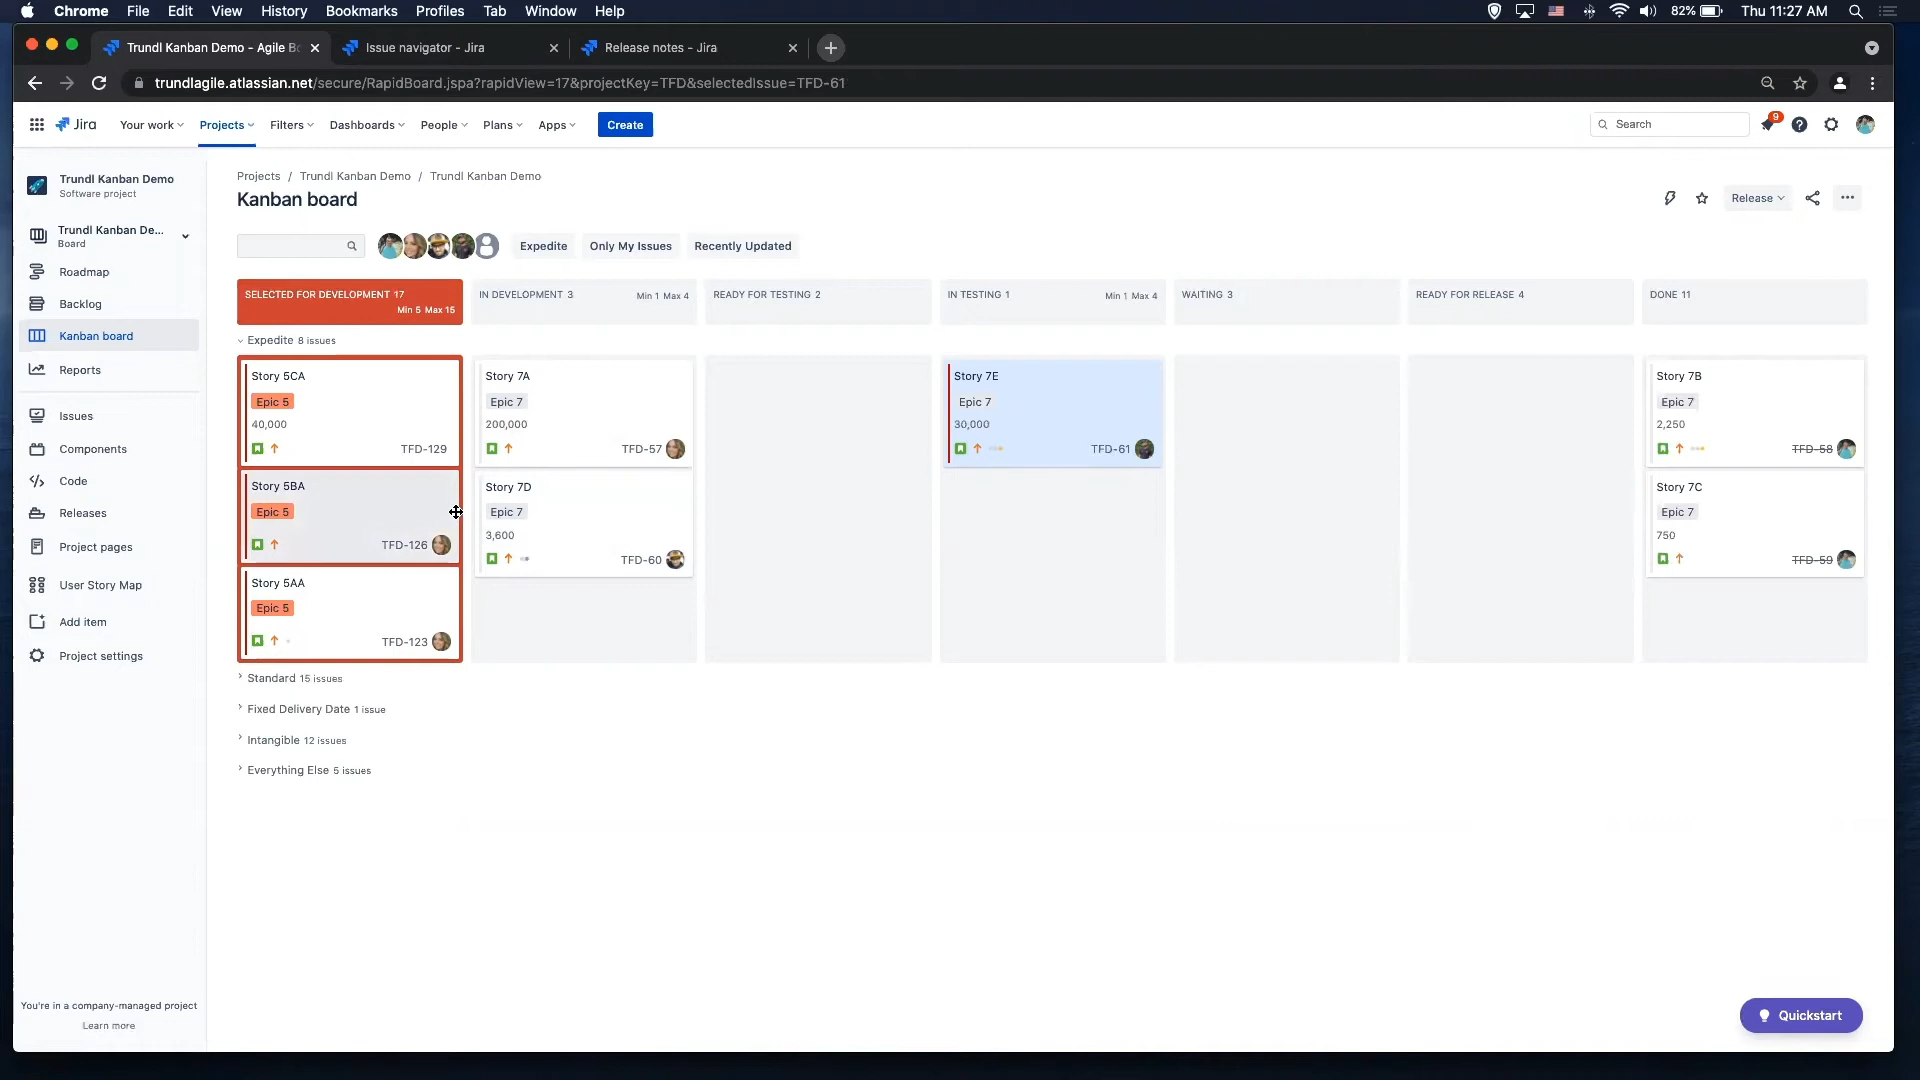 Chrome File Edit View History Bookmarks Profiles Tab Window Help 82% Thu 11:27 AM
Trundl Kanban Demo - Agile Bo Issue navigator - Jira Release notes - Jira
trundlagile.atlassian.net/secure/RapidBoard.jspa?rapidView=17&projectKey=TFD&selectedIssue=TFD-61
Jira Your work Projects Filters Dashboards People Plans Apps Create Search 9
Trundl Kanban Demo
Software project
Trundl Kanban De...
Board
Roadmap
Backlog
Kanban board
Reports
Issues
Components
Code
Releases
Project pages
User Story Map
Add item
Project settings
You're in a company-managed project
Learn more
Projects / Trundl Kanban Demo / Trundl Kanban Demo
Kanban board
Release
Expedite Only My Issues Recently Updated
SELECTED FOR DEVELOPMENT 17
Min 5 Max 15
IN DEVELOPMENT 3 Min 1 Max 4
READY FOR TESTING 2
IN TESTING 1 Min 1 Max 4
WAITING 3
READY FOR RELEASE 4
DONE 11
Expedite 8 issues
Story 5CA
Epic 5
40,000
TFD-129
Story 5BA
Epic 5
TFD-126
Story 5AA
Epic 5
TFD-123
Story 7A
Epic 7
200,000
TFD-57
Story 7D
Epic 7
3,600
TFD-60
Story 7E
Epic 7
30,000
TFD-61
Story 7B
Epic 7
2,250
TFD-58
Story 7C
Epic 7
750
TFD-59
Standard 15 issues
Fixed Delivery Date 1 issue
Intangible 12 issues
Everything Else 5 issues
Quickstart